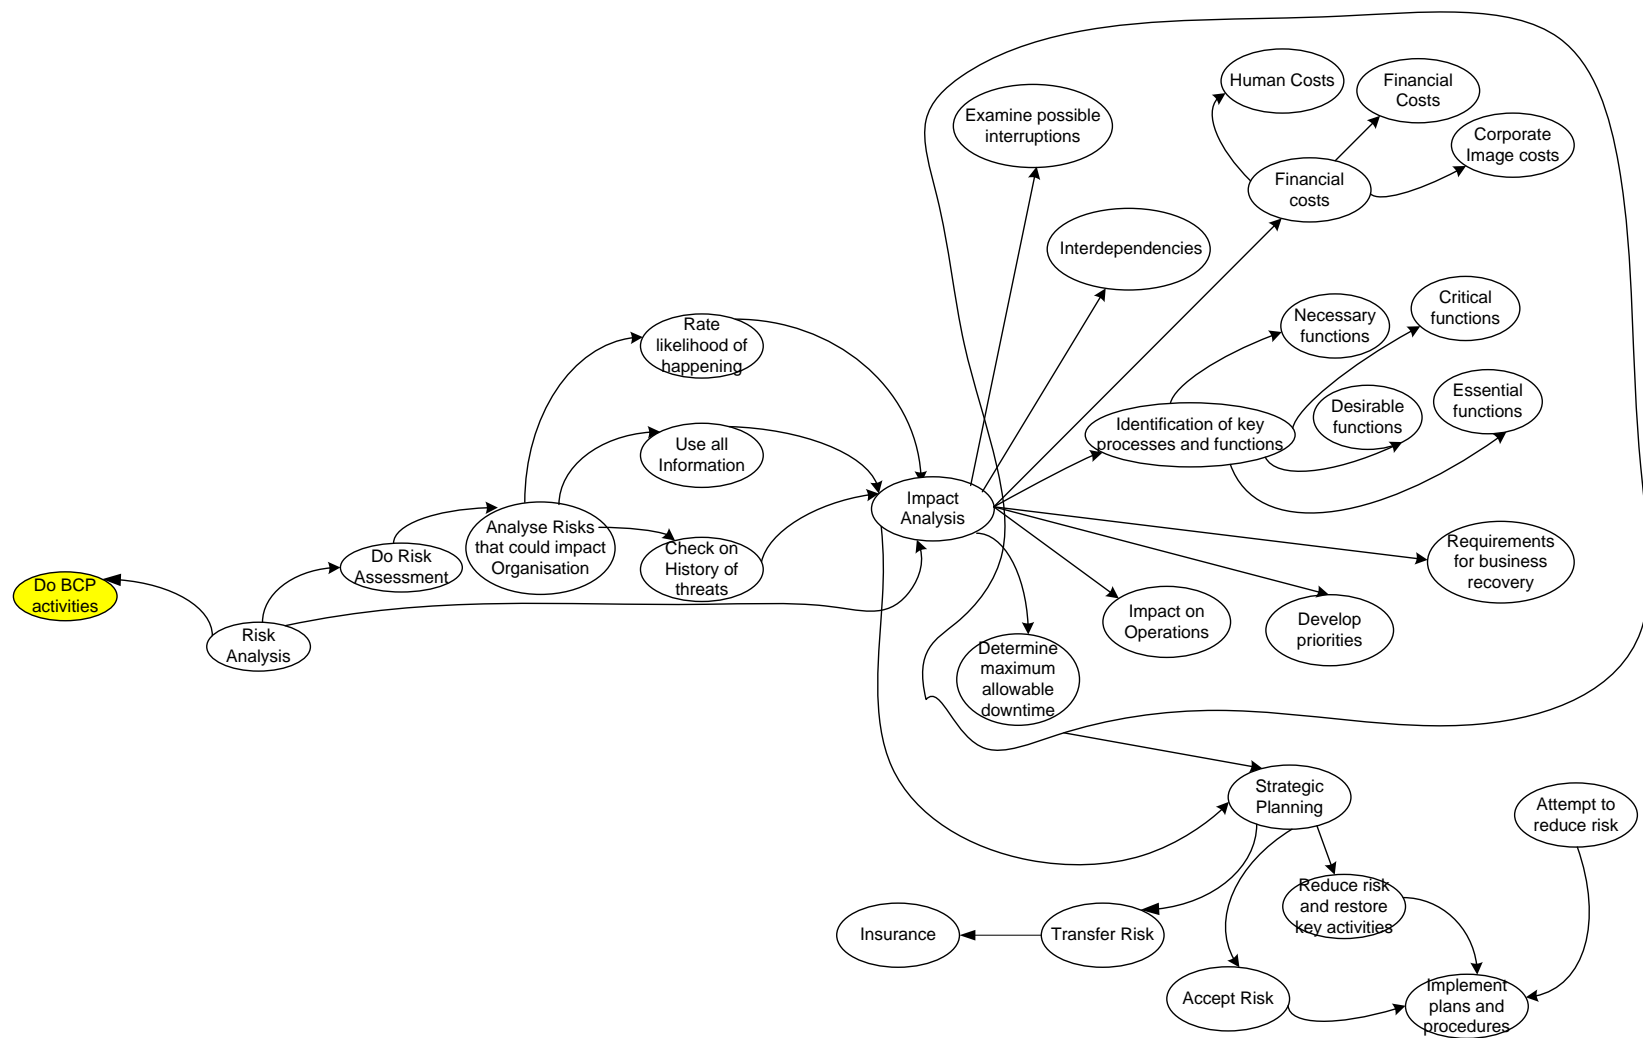 Human Costs
Financial
Costs
Examine possible
interruptions
Corporate
Image costs
Financial
costs
Interdependencies
Critical
functions
Necessary
functions
Rate
likelihood of
happening
Essential
functions
Desirable
functions
Identification of key
processes and functions
Use all
Information
Impact
Analysis
Analyse Risks
that could impact
Organisation
Requirements
for business
recovery
Check on
History of
threats
Do Risk
Assessment
Do BCP
activities
Impact on
Operations
Develop
priorities
Risk
Analysis
Determine
maximum
allowable
downtime
Strategic
Planning
Attempt to
reduce risk
Reduce risk
and restore
key activities
Insurance
Transfer Risk
Accept Risk
Implement
plans and
procedures